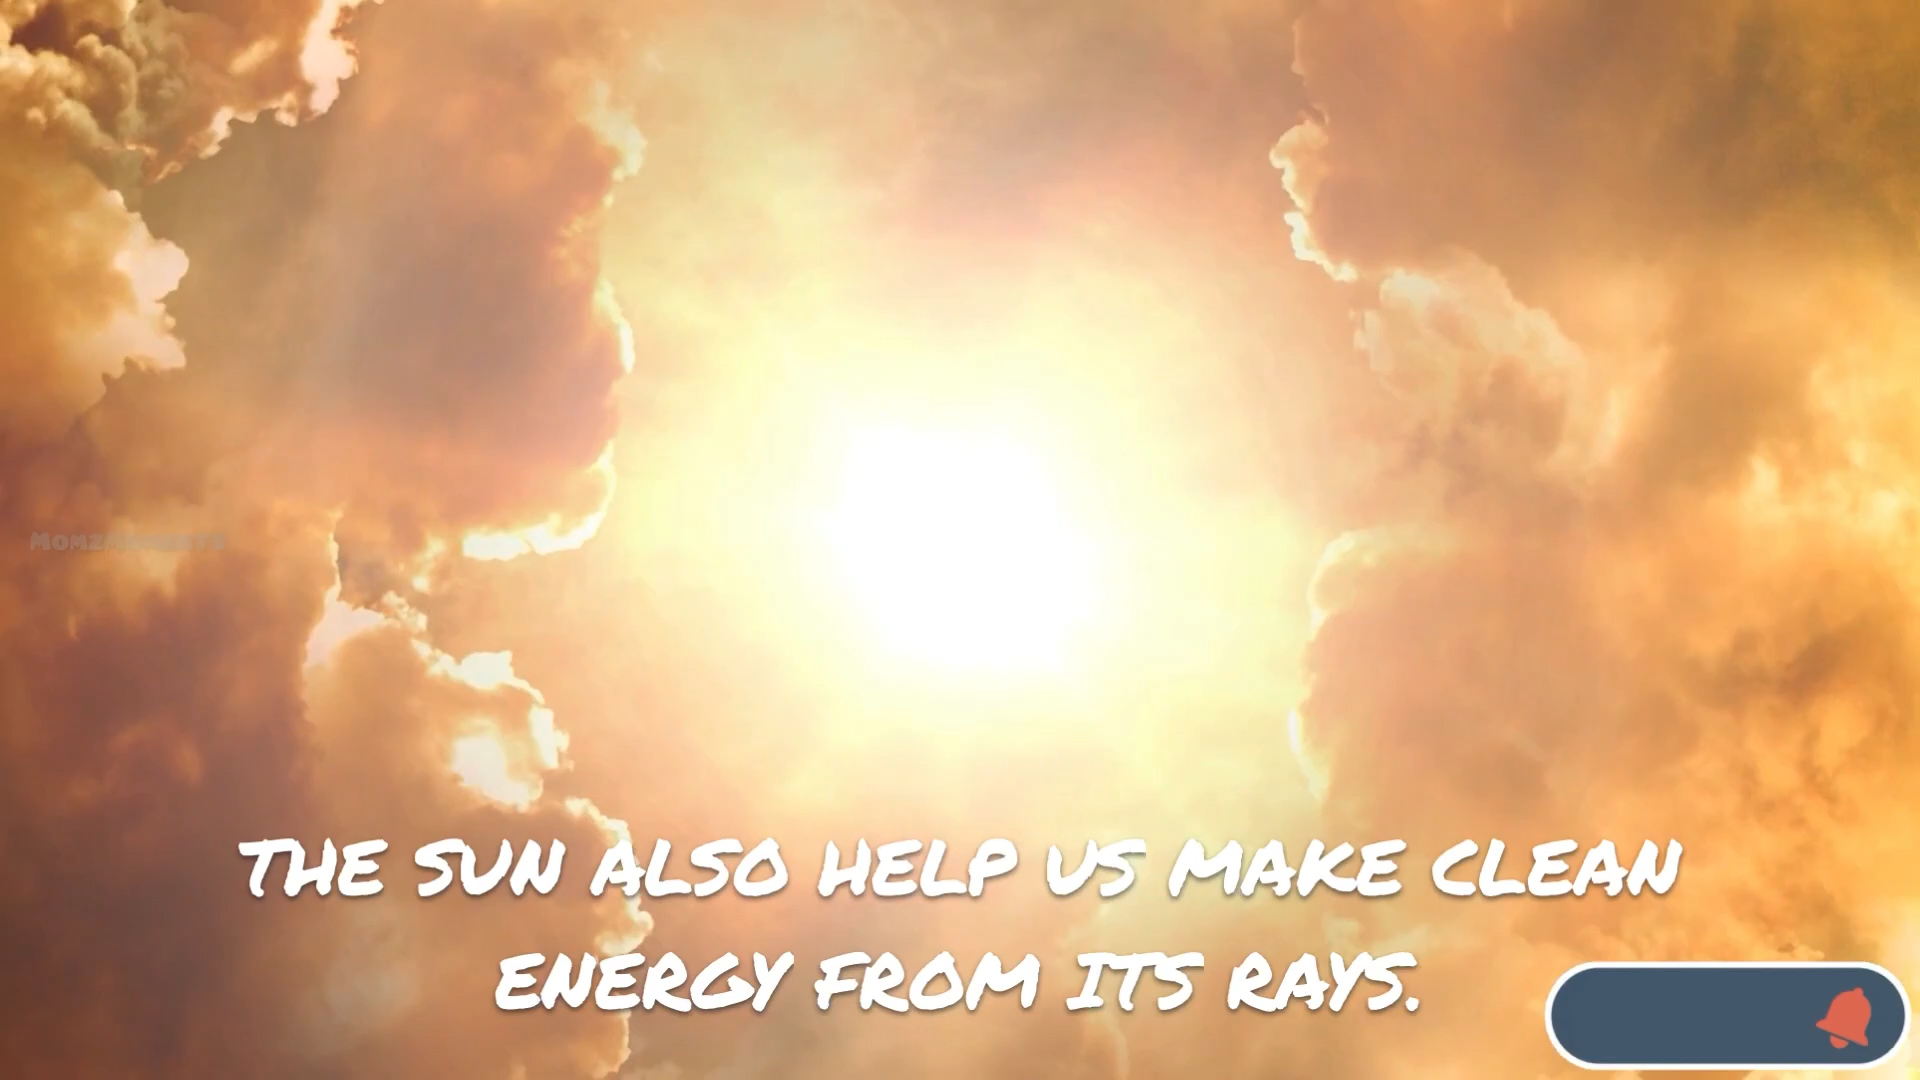 THE SUN ALSO HELP US MAKE CLEAN
ENERGY FROM ITS RAYS.